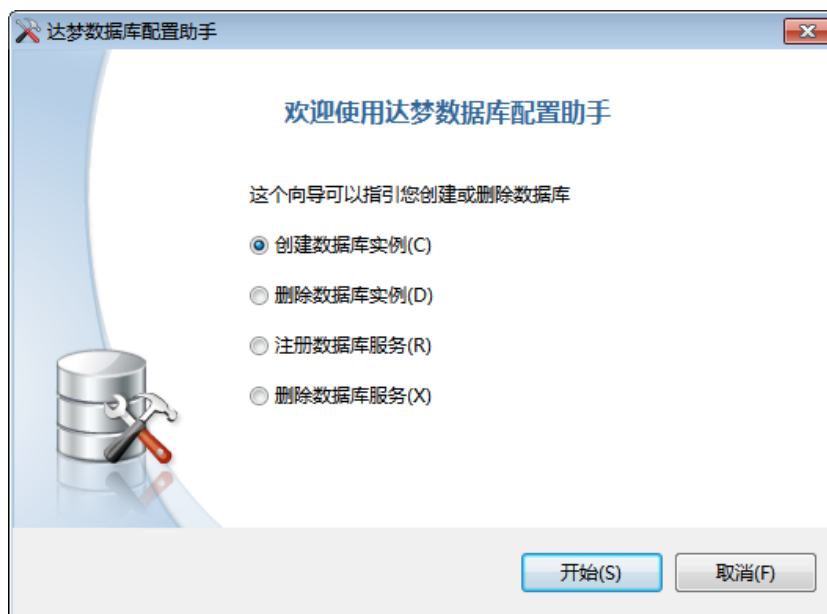 达梦数据库配置助手
欢迎使用达梦数据库配置助手
这个向导可以指引您创建或删除数据库
创建数据库实例(C)
删除数据库实例(D)
注册数据库服务(R)
删除数据库服务(X)
开始(S)
取消(F)